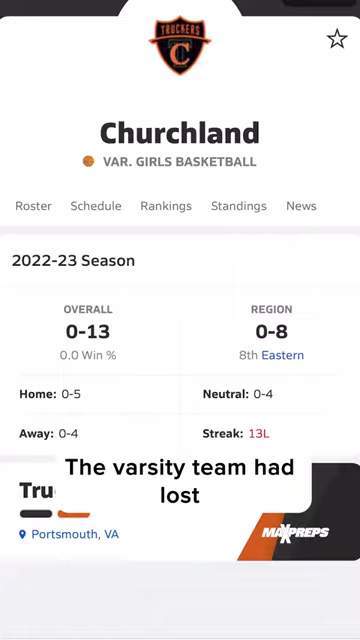 TRUCKERS
C
Churchland
VAR. GIRLS BASKETBALL
Roster Schedule Rankings Standings News
2022-23 Season
OVERALL REGION
0-13 0-8
0.0 Win % 8th Eastern
Home: 0-5 Neutral: 0-4
Away: 0-4 Streak: 13L
The varsity team had
lost
Tru
Portsmouth, VA
MAXPREPS